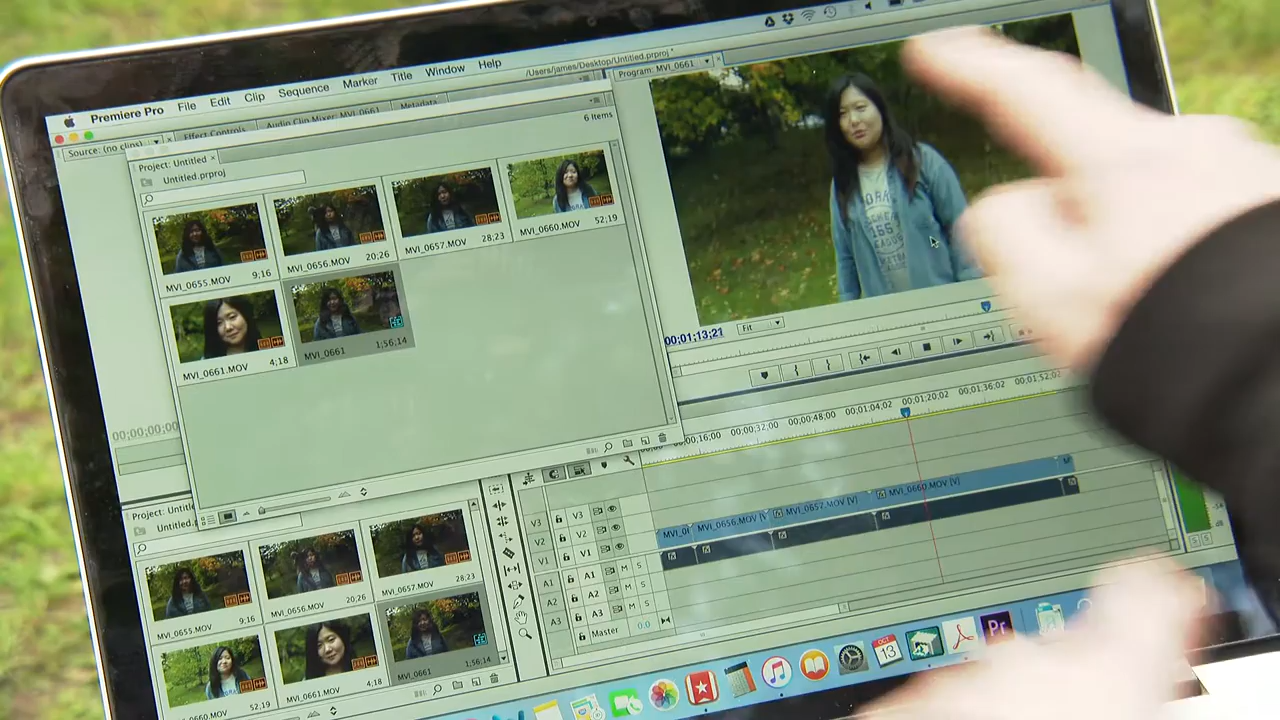 Premiere Pro File Edit Clip Sequence Marker Title Window Help
/Users/james/Desktop/Untitled.prproj *
Source: (no clips) Effect Controls Audio Clip Mixer: MVI_0661 Metadata
Program: MVI_0661
6 Items
Project: Untitled ×
Untitled.prproj
MVI_0655.MOV 9;16
MVI_0656.MOV 20;26
MVI_0657.MOV 28;23
MVI_0660.MOV 52;19
MVI_0661.MOV 4;18
MVI_0661 1;56;14
00;01;13;21
Fit
00;00;00;00
00;00;16;00 00;00;32;00 00;00;48;00 00;01;04;02 00;01;20;02 00;01;36;02 00;01;52;02
MVI_0656.MOV [V] MVI_0657.MOV [V] MVI_0660.MOV [V]
V3
V2
V1
A1 A1 M S
A2 A2 M S
A3 A3 M S
Master 0.0
Project: Untitled
MVI_0655.MOV 9;16
MVI_0656.MOV 20;26
MVI_0657.MOV 28;23
MVI_0660.MOV 52;19
MVI_0661.MOV 4;18
MVI_0661 1;56;14
OCT
13
Pr